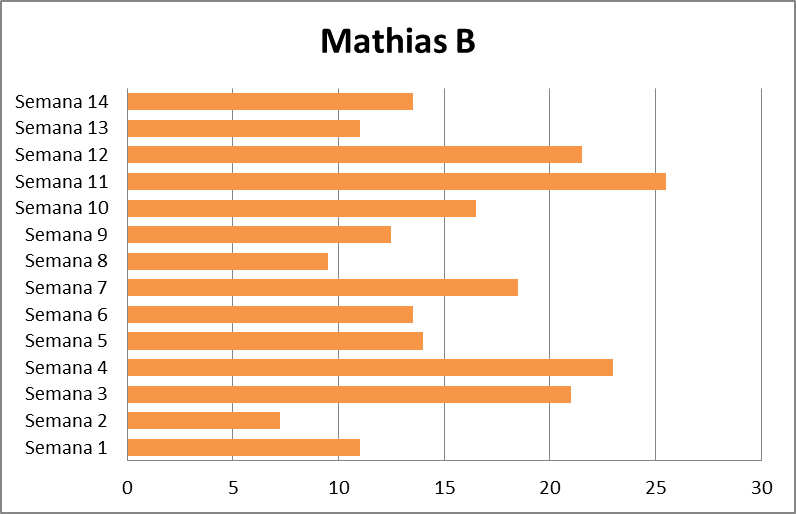 Mathias B
Semana 14
Semana 13
Semana 12
Semana 11
Semana 10
Semana 9
Semana 8
Semana 7
Semana 6
Semana 5
Semana 4
Semana 3
Semana 2
Semana 1
0 5 10 15 20 25 30